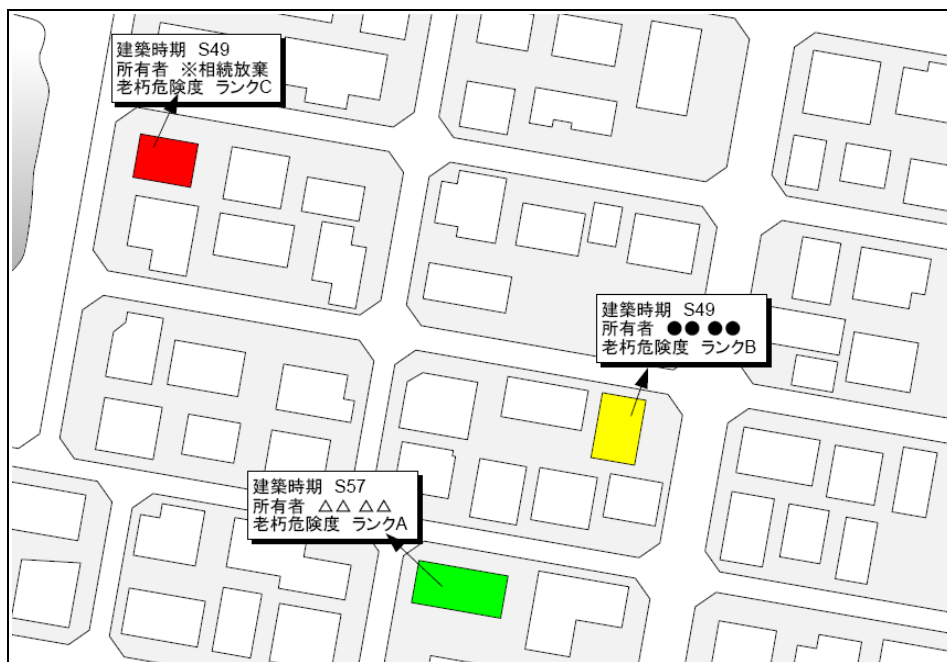 建築時期 S49
所有者 ※相続放棄
老朽危険度 ランクC
建築時期 S49
所有者 ●● ●●
老朽危険度 ランクB
建築時期 S57
所有者 △△ △△
老朽危険度 ランクA